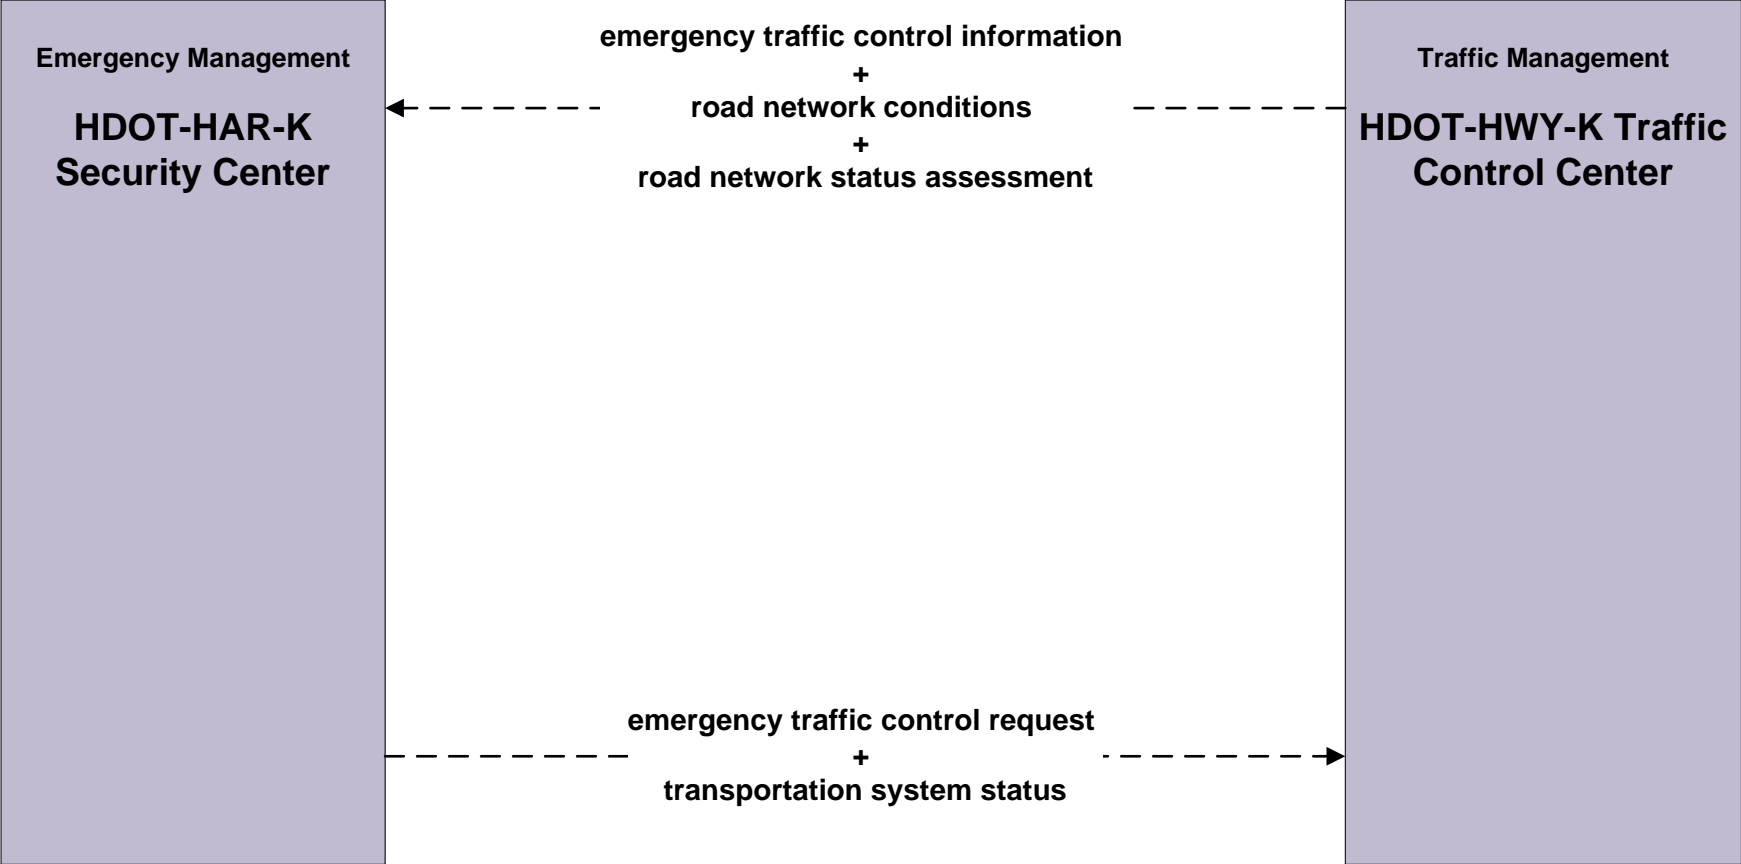 Emergency Management
HDOT-HAR-K
Security Center
emergency traffic control information
+
road network conditions
+
road network status assessment
Traffic Management
HDOT-HWY-K Traffic
Control Center
emergency traffic control request
+
transportation system status